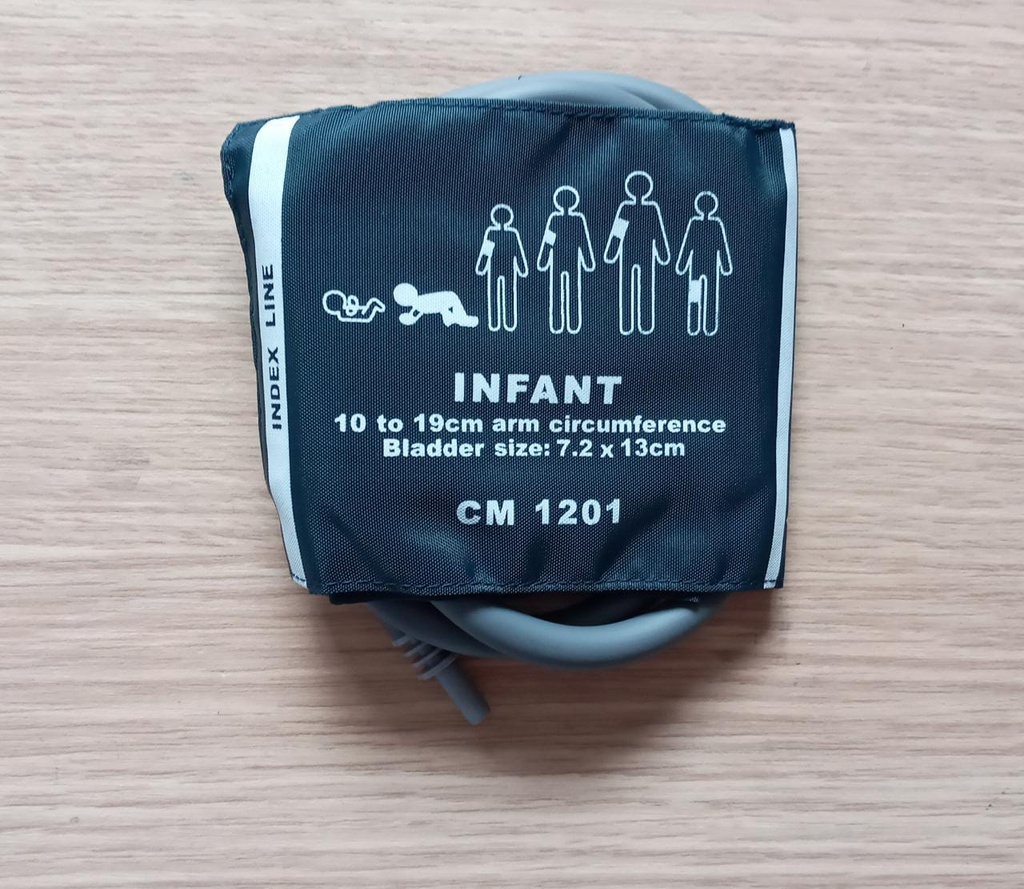 INDEX LINE
INFANT
10 to 19cm arm circumference
Bladder size: 7.2 x 13cm
CM 1201